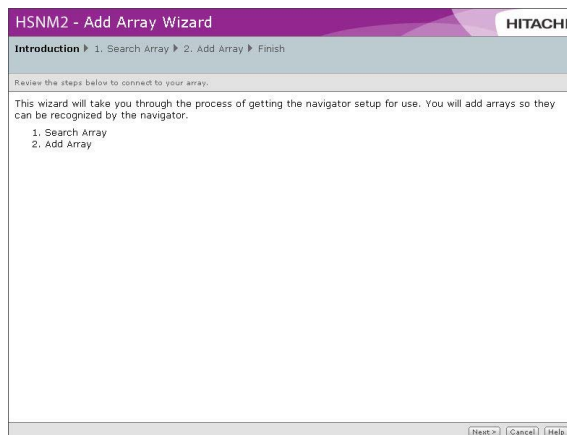 HSNM2 - Add Array Wizard
HITACHI
Introduction 1. Search Array 2. Add Array Finish
Review the steps below to connect to your array.
This wizard will take you through the process of getting the navigator setup for use. You will add arrays so they
can be recognized by the navigator.
1. Search Array
2. Add Array
Next > Cancel Help